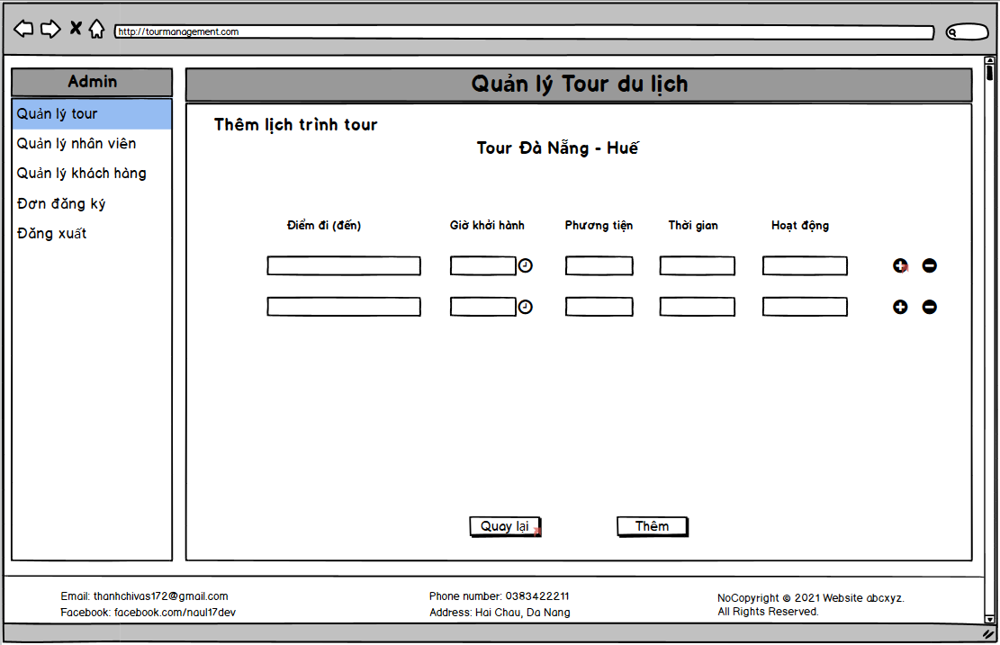 http://tourmanagement.com
Admin
Quản lý tour
Quản lý nhân viên
Quản lý khách hàng
Đơn đăng ký
Đăng xuất
Quản lý Tour du lịch
Thêm lịch trình tour
Tour Đà Nẵng - Huế
Điểm đi (đến) Giờ khởi hành Phương tiện Thời gian Hoạt động
Quay lại Thêm
Email: thanhchivas172@gmail.com
Facebook: facebook.com/naul17dev
Phone number: 0383422211
Address: Hai Chau, Da Nang
NoCopyright © 2021 Website abcxyz.
All Rights Reserved.